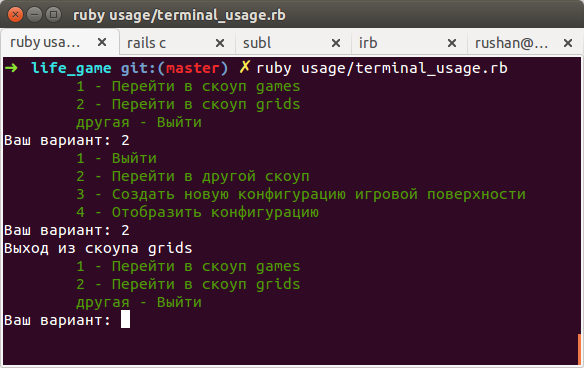 ruby usage/terminal_usage.rb
ruby usa… × rails c × subl × irb × rushan@… ×
➜ life_game git:(master) ✗ ruby usage/terminal_usage.rb
1 - Перейти в скоуп games
2 - Перейти в скоуп grids
другая - Выйти
Ваш вариант: 2
1 - Выйти
2 - Перейти в другой скоуп
3 - Создать новую конфигурацию игровой поверхности
4 - Отобразить конфигурацию
Ваш вариант: 2
Выход из скоупа grids
1 - Перейти в скоуп games
2 - Перейти в скоуп grids
другая - Выйти
Ваш вариант: